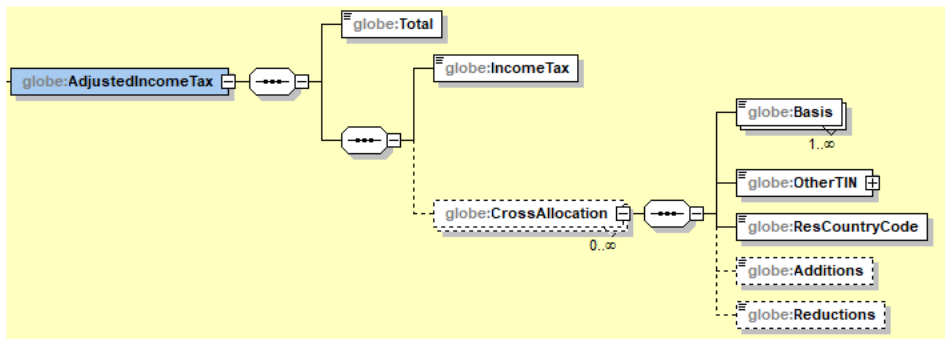 globe:Total
globe:AdjustedIncomeTax
globe:IncomeTax
globe:Basis
1..∞
globe:OtherTIN
globe:CrossAllocation
0..∞
globe:ResCountryCode
globe:Additions
globe:Reductions